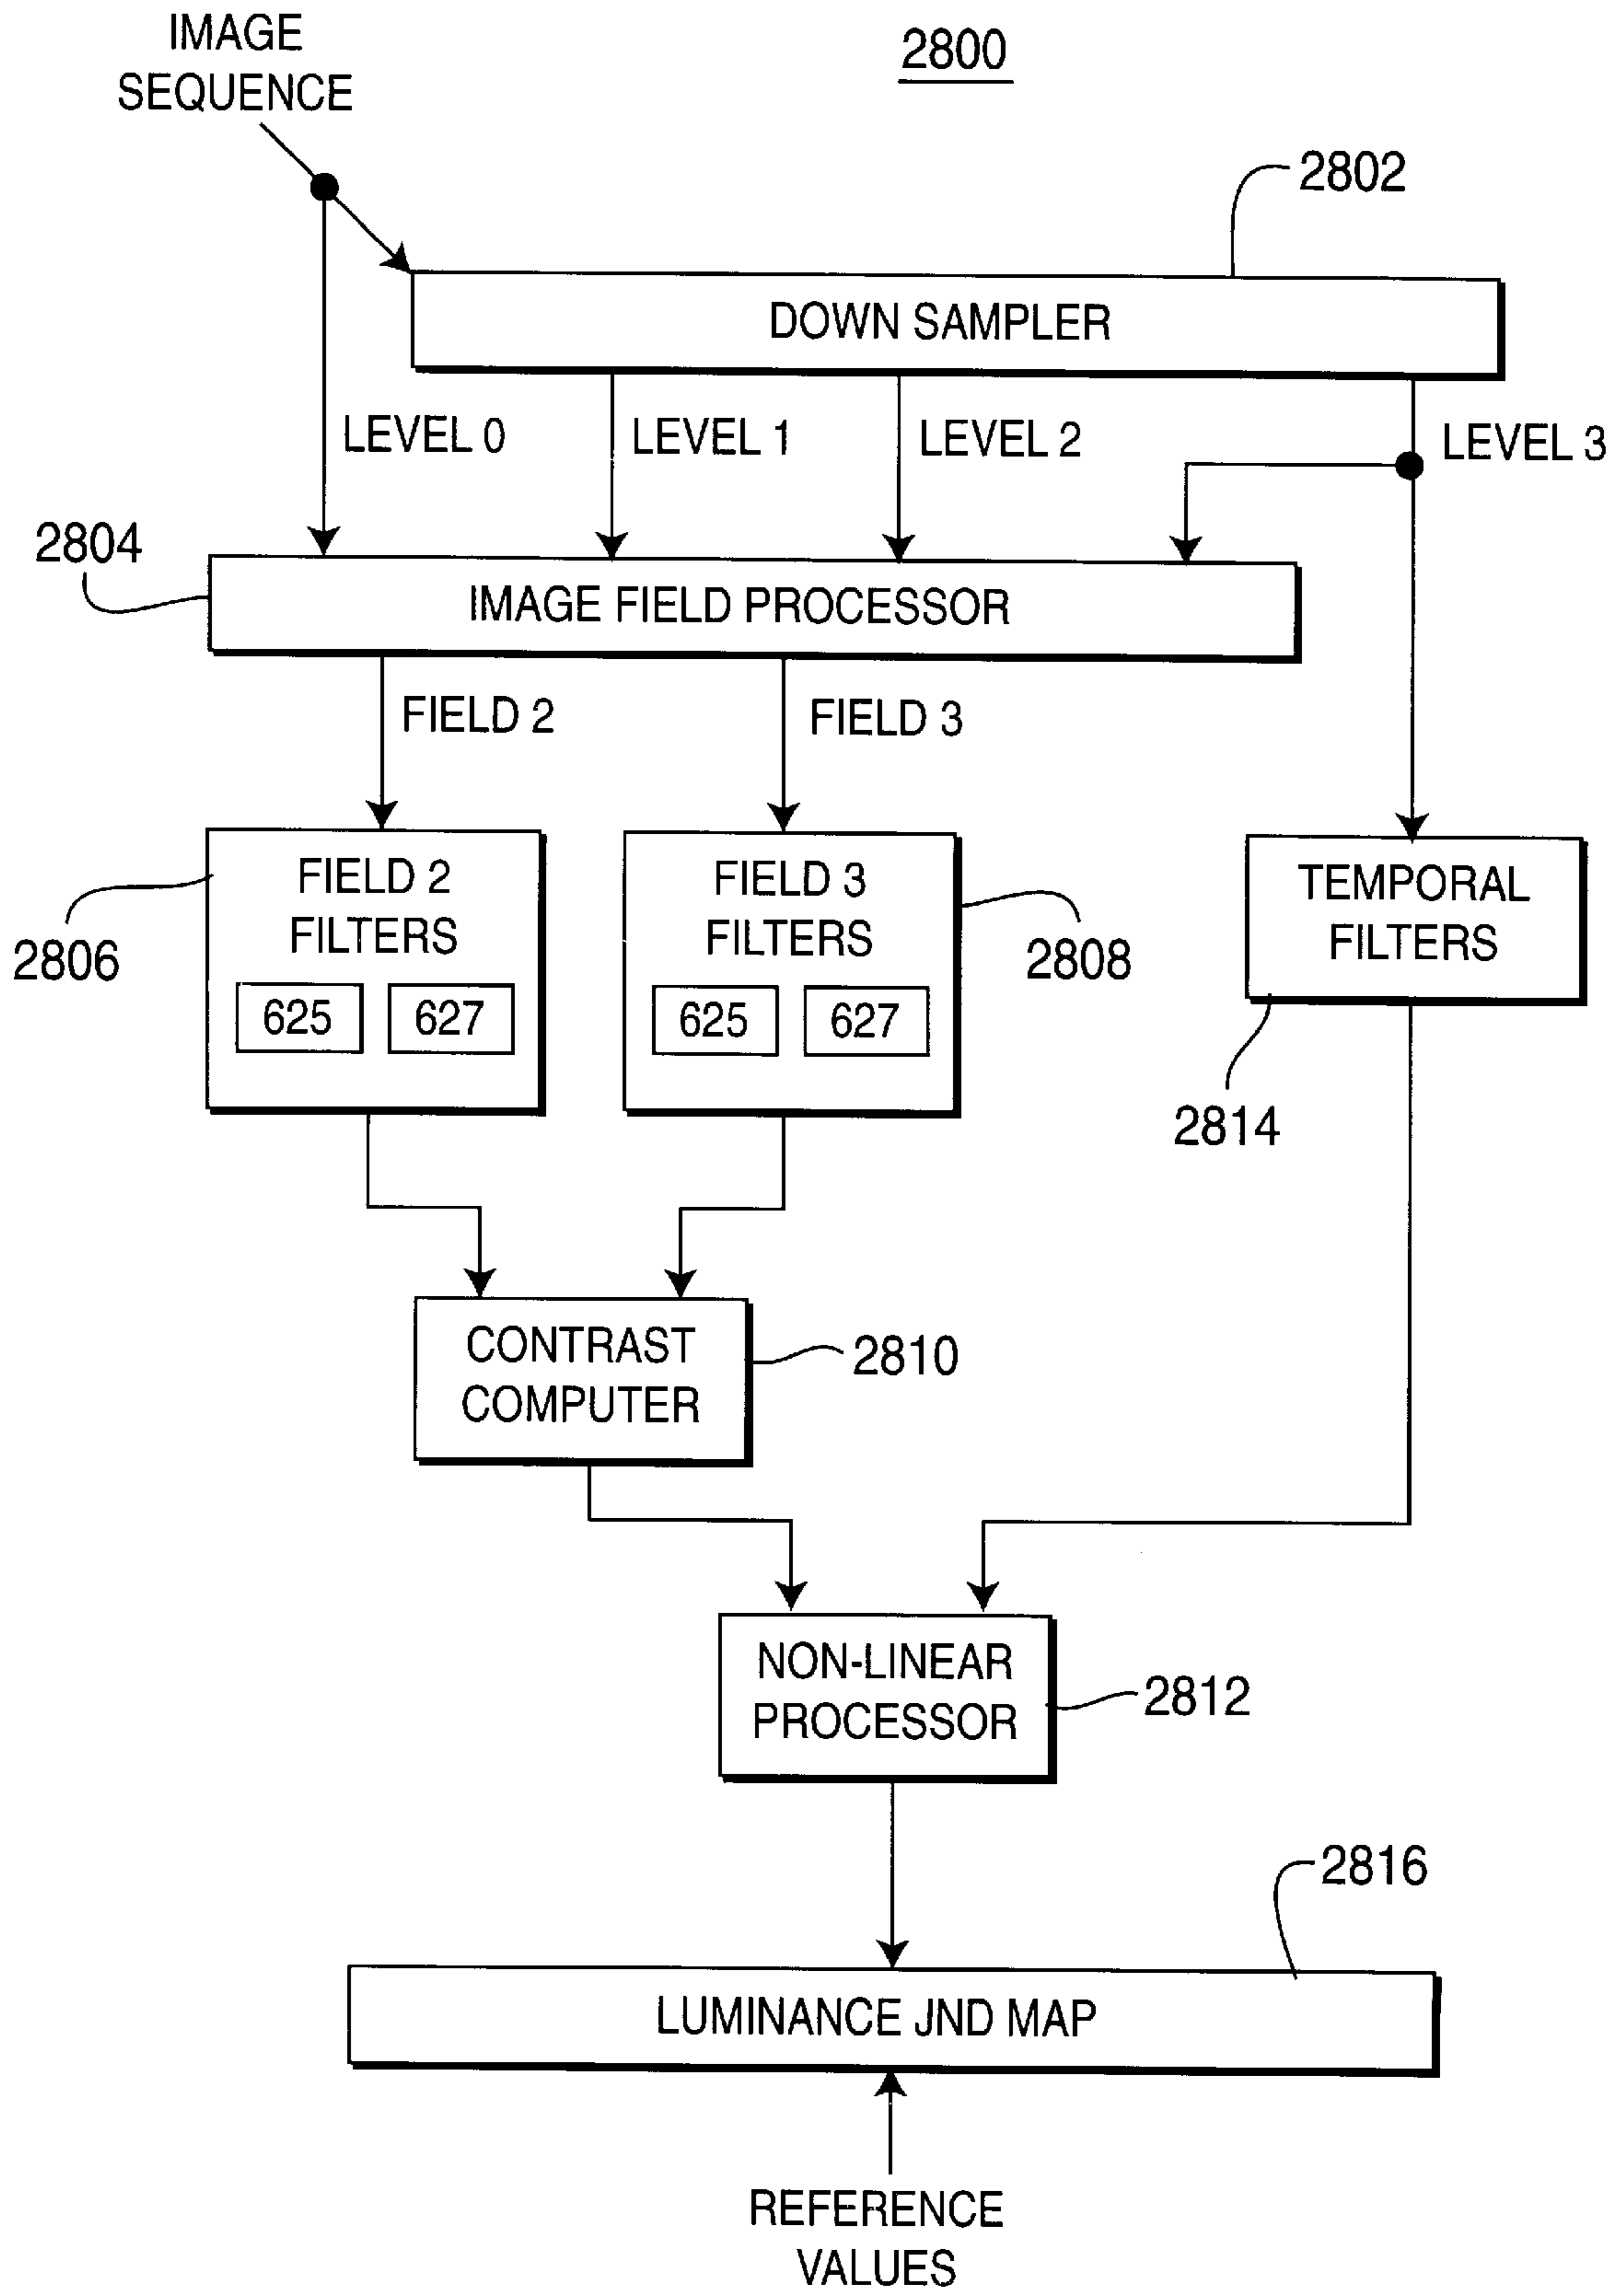 IMAGE
SEQUENCE
2800
2802
DOWN SAMPLER
LEVEL 0
LEVEL 1
LEVEL 2
LEVEL 3
2804
IMAGE FIELD PROCESSOR
FIELD 2
FIELD 3
FIELD 2
FILTERS
625
627
2806
FIELD 3
FILTERS
625
627
2808
TEMPORAL
FILTERS
2814
CONTRAST
COMPUTER
2810
NON-LINEAR
PROCESSOR
2812
2816
LUMINANCE JND MAP
REFERENCE
VALUES